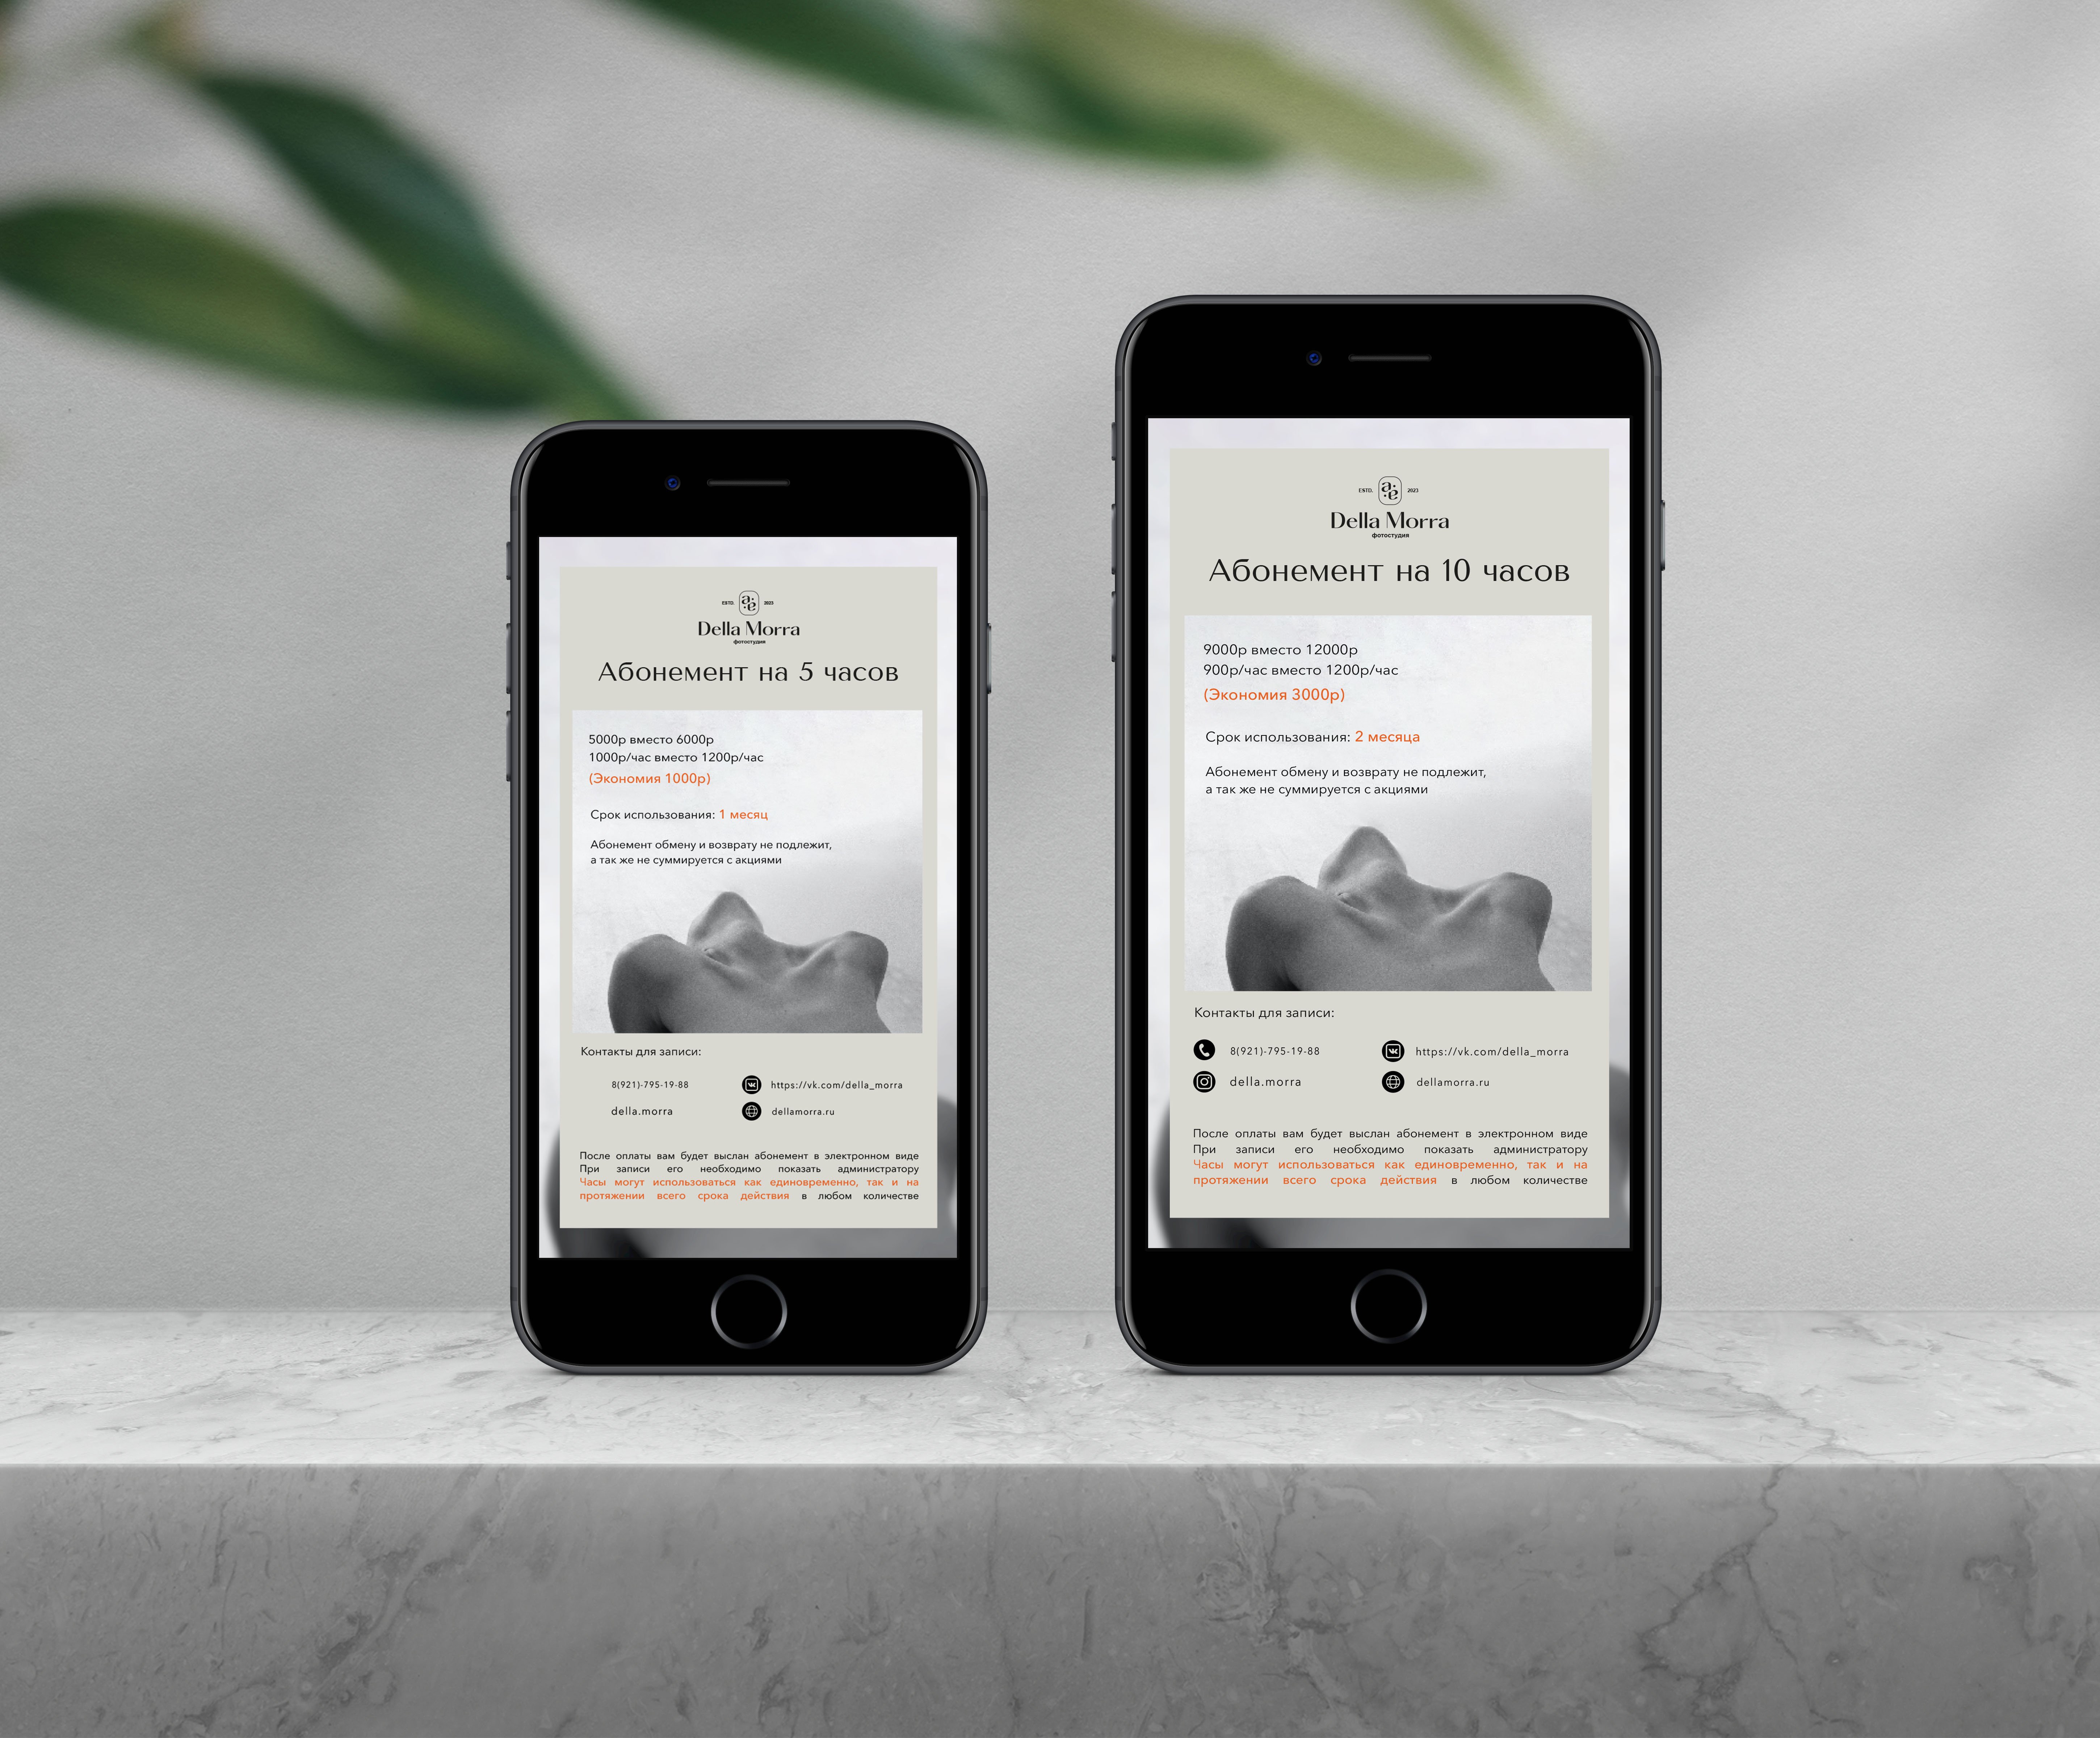 ESTD. a.e 2023
Della Morra
фотостудия
Абонемент на 5 часов
5000р вместо 6000р
1000р/час вместо 1200р/час
(Экономия 1000р)
Срок использования: 1 месяц
Абонемент обмену и возврату не подлежит,
а так же не суммируется с акциями
Контакты для записи:
8(921)-795-19-88
https://vk.com/della_morra
della.morra
dellamorra.ru
После оплаты вам будет выслан абонемент в электронном виде
При записи его необходимо показать администратору
Часы могут использоваться как единовременно, так и на
протяжении всего срока действия в любом количестве
ESTD. a.e 2023
Della Morra
фотостудия
Абонемент на 10 часов
9000р вместо 12000р
900р/час вместо 1200р/час
(Экономия 3000р)
Срок использования: 2 месяца
Абонемент обмену и возврату не подлежит,
а так же не суммируется с акциями
Контакты для записи:
8(921)-795-19-88
https://vk.com/della_morra
della.morra
dellamorra.ru
После оплаты вам будет выслан абонемент в электронном виде
При записи его необходимо показать администратору
Часы могут использоваться как единовременно, так и на
протяжении всего срока действия в любом количестве